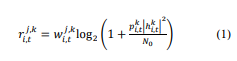 r_{i,t}^{j,k} = w_{i,t}^{j,k} log_2 (1 + p_{i,t}^{k} |h_{i,t}^{j,k}|^2 / N_0) (1)